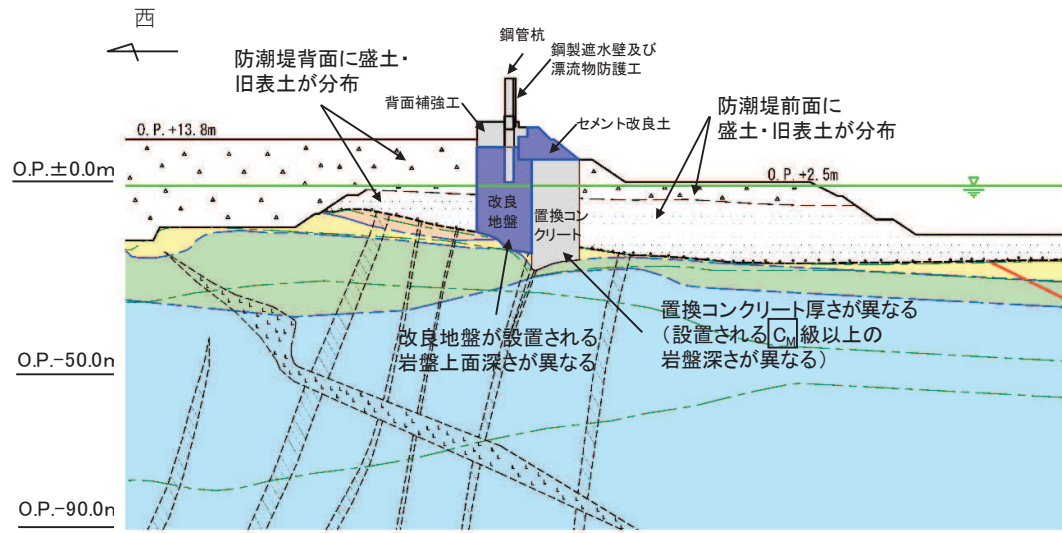 西
鋼管杭
鋼製遮水壁及び
漂流物防護工
防潮堤背面に盛土・
旧表土が分布
背面補強工
セメント改良土
防潮堤前面に
盛土・旧表土が分布
O.P.+13.8m
O.P.±0.0m
O.P.+2.5m
改良
地盤
置換コン
クリート
改良地盤が設置される
岩盤上面深さが異なる
置換コンクリート厚さが異なる
(設置されるCM級以上の
岩盤深さが異なる)
O.P.-50.0m
O.P.-90.0m